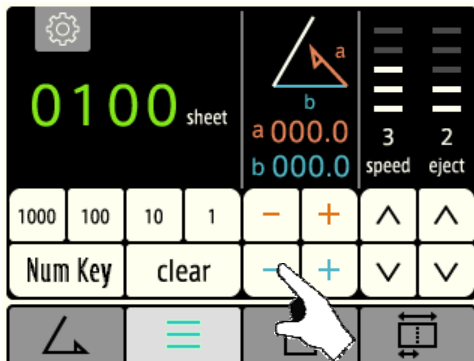 0100 sheet
a
b
a 000.0
b 000.0
3 2
speed eject
1000 100 10 1 - +
Num Key clear - +